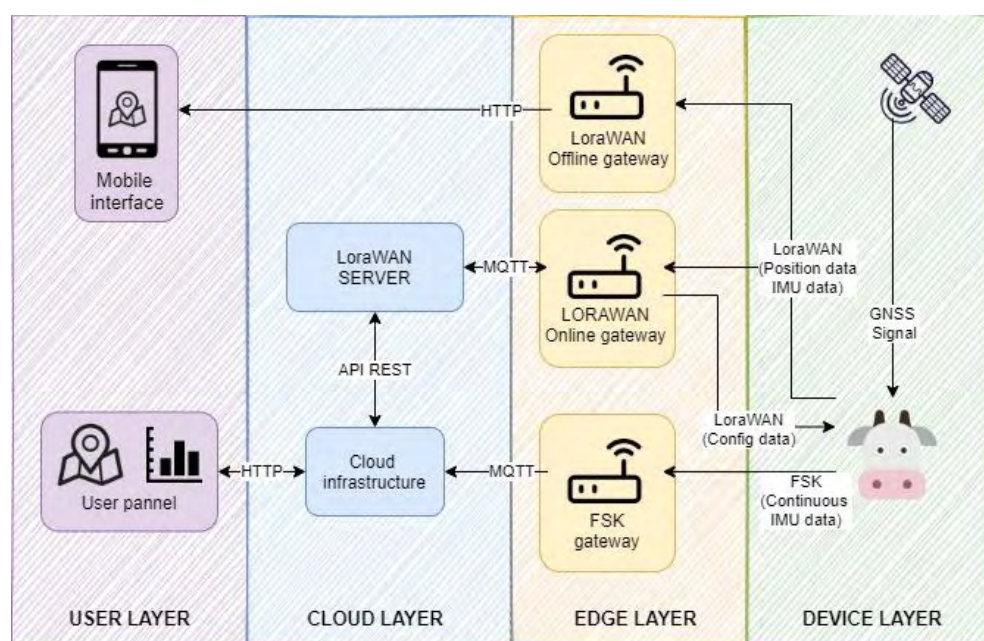 HTTP
LoraWAN
Offline gateway
Mobile
interface
LoraWAN
SERVER
MQTT
LORAWAN
Online gateway
LoraWAN
(Position data
IMU data)
GNSS
Signal
API REST
LoraWAN
(Config data)
User pannel
HTTP
Cloud
infrastructure
MQTT
FSK
gateway
FSK
(Continuous
IMU data)
USER LAYER
CLOUD LAYER
EDGE LAYER
DEVICE LAYER